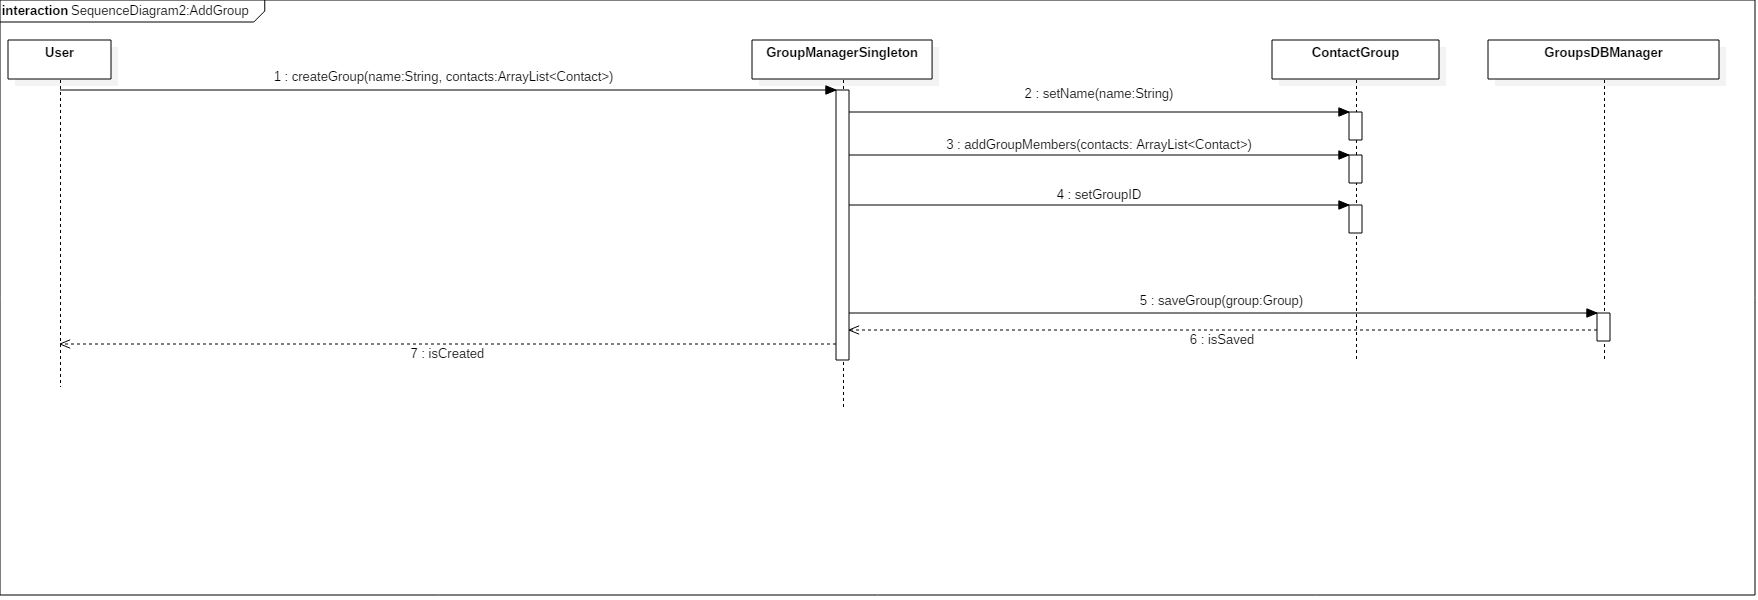 interaction SequenceDiagram2:AddGroup
User
GroupManagerSingleton
ContactGroup
GroupsDBManager
1 : createGroup(name:String, contacts:ArrayList<Contact>)
2 : setName(name:String)
3 : addGroupMembers(contacts: ArrayList<Contact>)
4 : setGroupID
5 : saveGroup(group:Group)
6 : isSaved
7 : isCreated